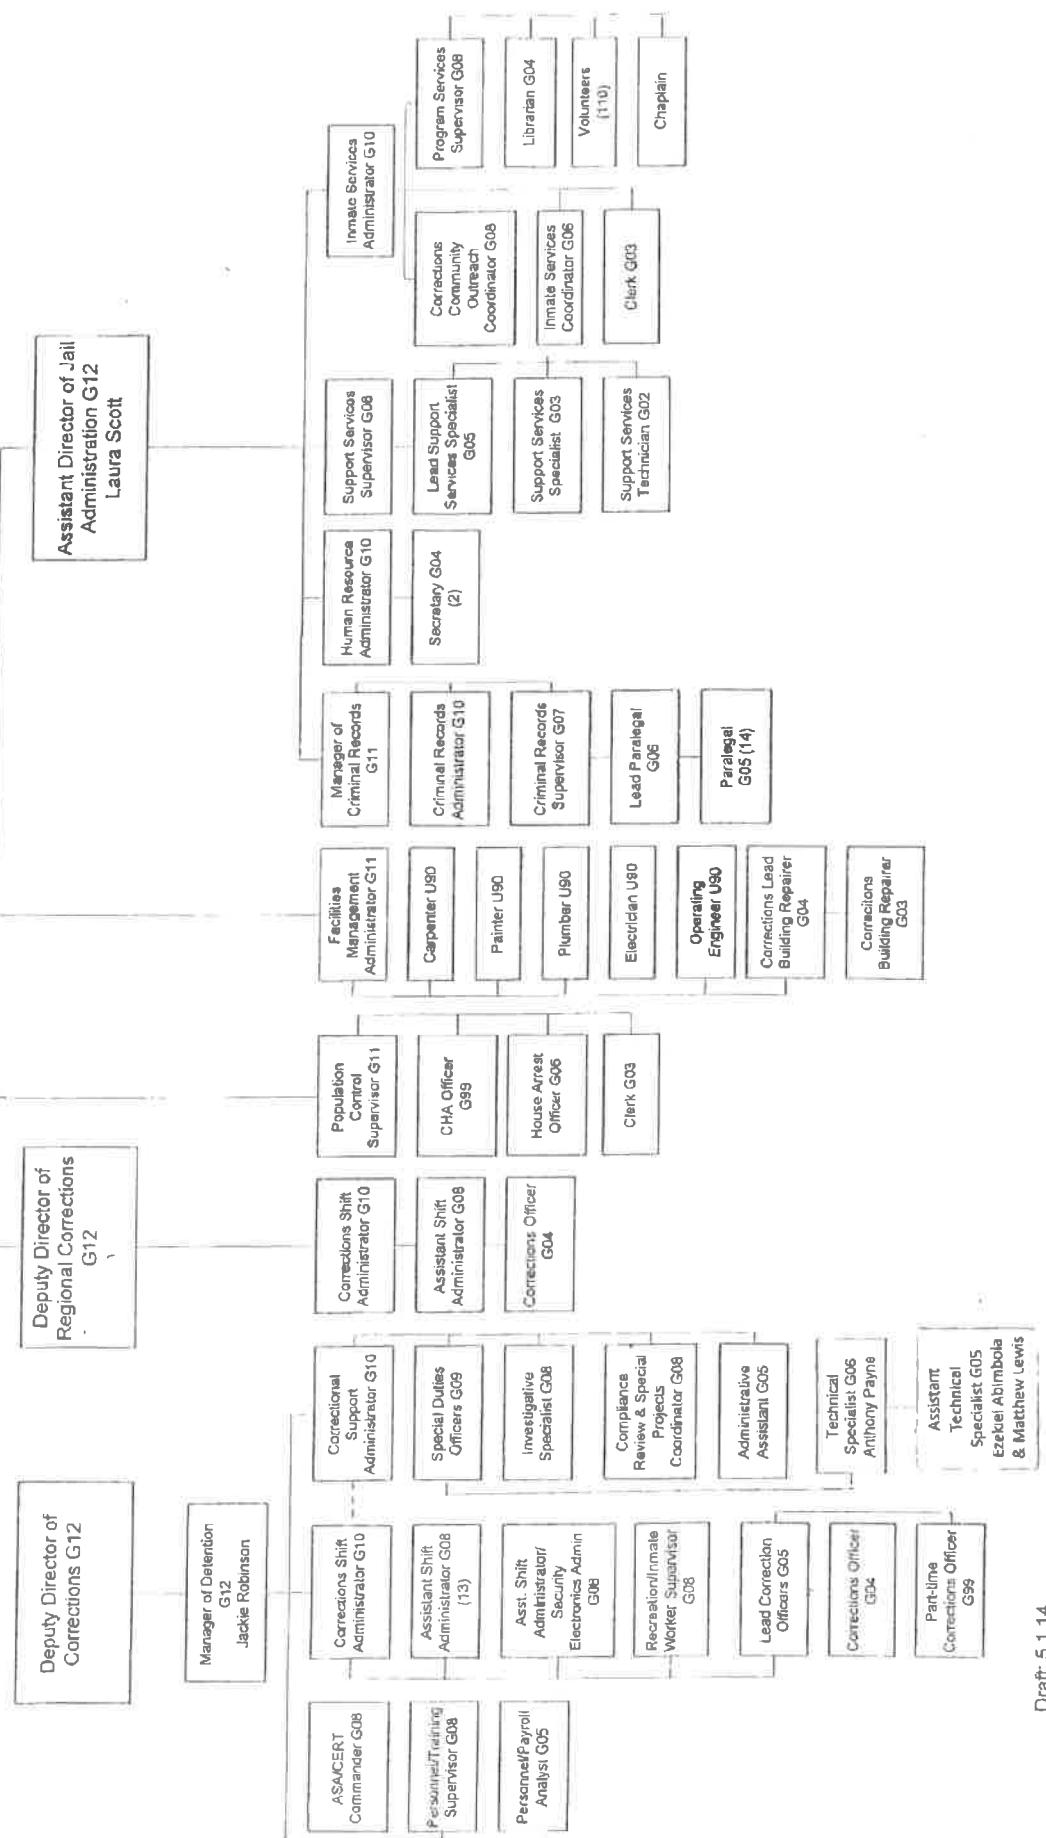 Deputy Director of
Corrections G12
Deputy Director of
Regional Corrections
G12
Assistant Director of Jail
Administration G12
Laura Scott
Manager of Detention
G12
Jackie Robinson
ASA/CERT
Commander G08
Personnel/Training
Supervisor G08
Personnel/Payroll
Analyst G05
Corrections Shift
Administrator G10
Assistant Shift
Administrator G08
(13)
Asst. Shift
Administrator/
Security
Electronics Admin
G08
Recreation/Inmate
Worker Supervisor
G08
Lead Correction
Officers G05
Corrections Officer
G04
Part-time
Corrections Officer
G99
Correctional
Support
Administrator G10
Special Duties
Officers G09
Investigative
Specialist G08
Compliance
Review & Special
Projects
Coordinator G08
Administrative
Assistant G05
Technical
Specialist G06
Anthony Payne
Assistant
Technical
Specialist G05
Ezekiel Abimbola
& Matthew Lewis
Corrections Shift
Administrator G10
Assistant Shift
Administrator G08
Corrections Officer
G04
Population
Control
Supervisor G11
CHA Officer
G99
House Arrest
Officer G06
Clerk G03
Facilities
Management
Administrator G11
Carpenter U90
Painter U90
Plumber U90
Electrician U90
Operating
Engineer U90
Corrections Lead
Building Repairer
G04
Correcitons
Building Repairer
G03
Manager of
Criminal Records
G11
Criminal Records
Administrator G10
Criminal Records
Supervisor G07
Lead Paralegal
G06
Paralegal
G05 (14)
Human Resource
Administrator G10
Secretary G04
(2)
Support Services
Supervisor G08
Lead Support
Services Specialist
G05
Support Services
Specialist G03
Support Services
Technician G02
Inmate Services
Administrator G10
Corrections
Community
Outreach
Coordinator G08
Inmate Services
Coordinator G06
Clerk G03
Program Services
Supervisor G08
Librarian G04
Volunteers
(110)
Chaplain
Draft: 5.1.14